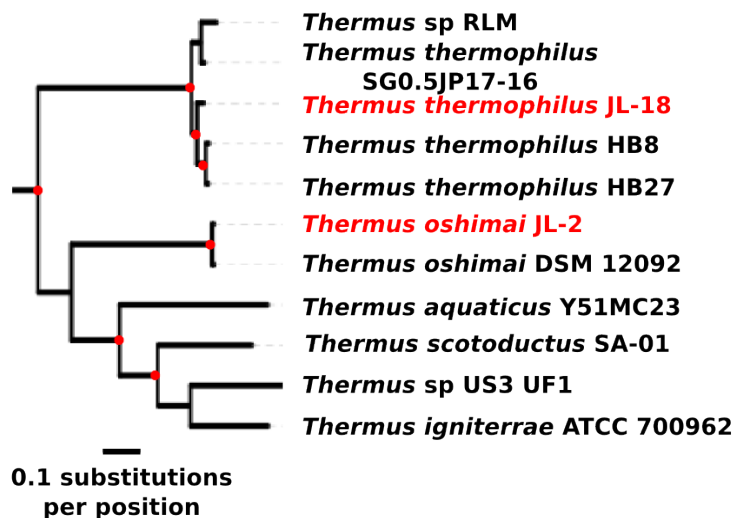 Thermus sp RLM
Thermus thermophilus
SG0.5JP17-16
Thermus thermophilus JL-18
Thermus thermophilus HB8
Thermus thermophilus HB27
Thermus oshimai JL-2
Thermus oshimai DSM 12092
Thermus aquaticus Y51MC23
Thermus scotoductus SA-01
Thermus sp US3 UF1
Thermus igniterrae ATCC 700962
0.1 substitutions
per position